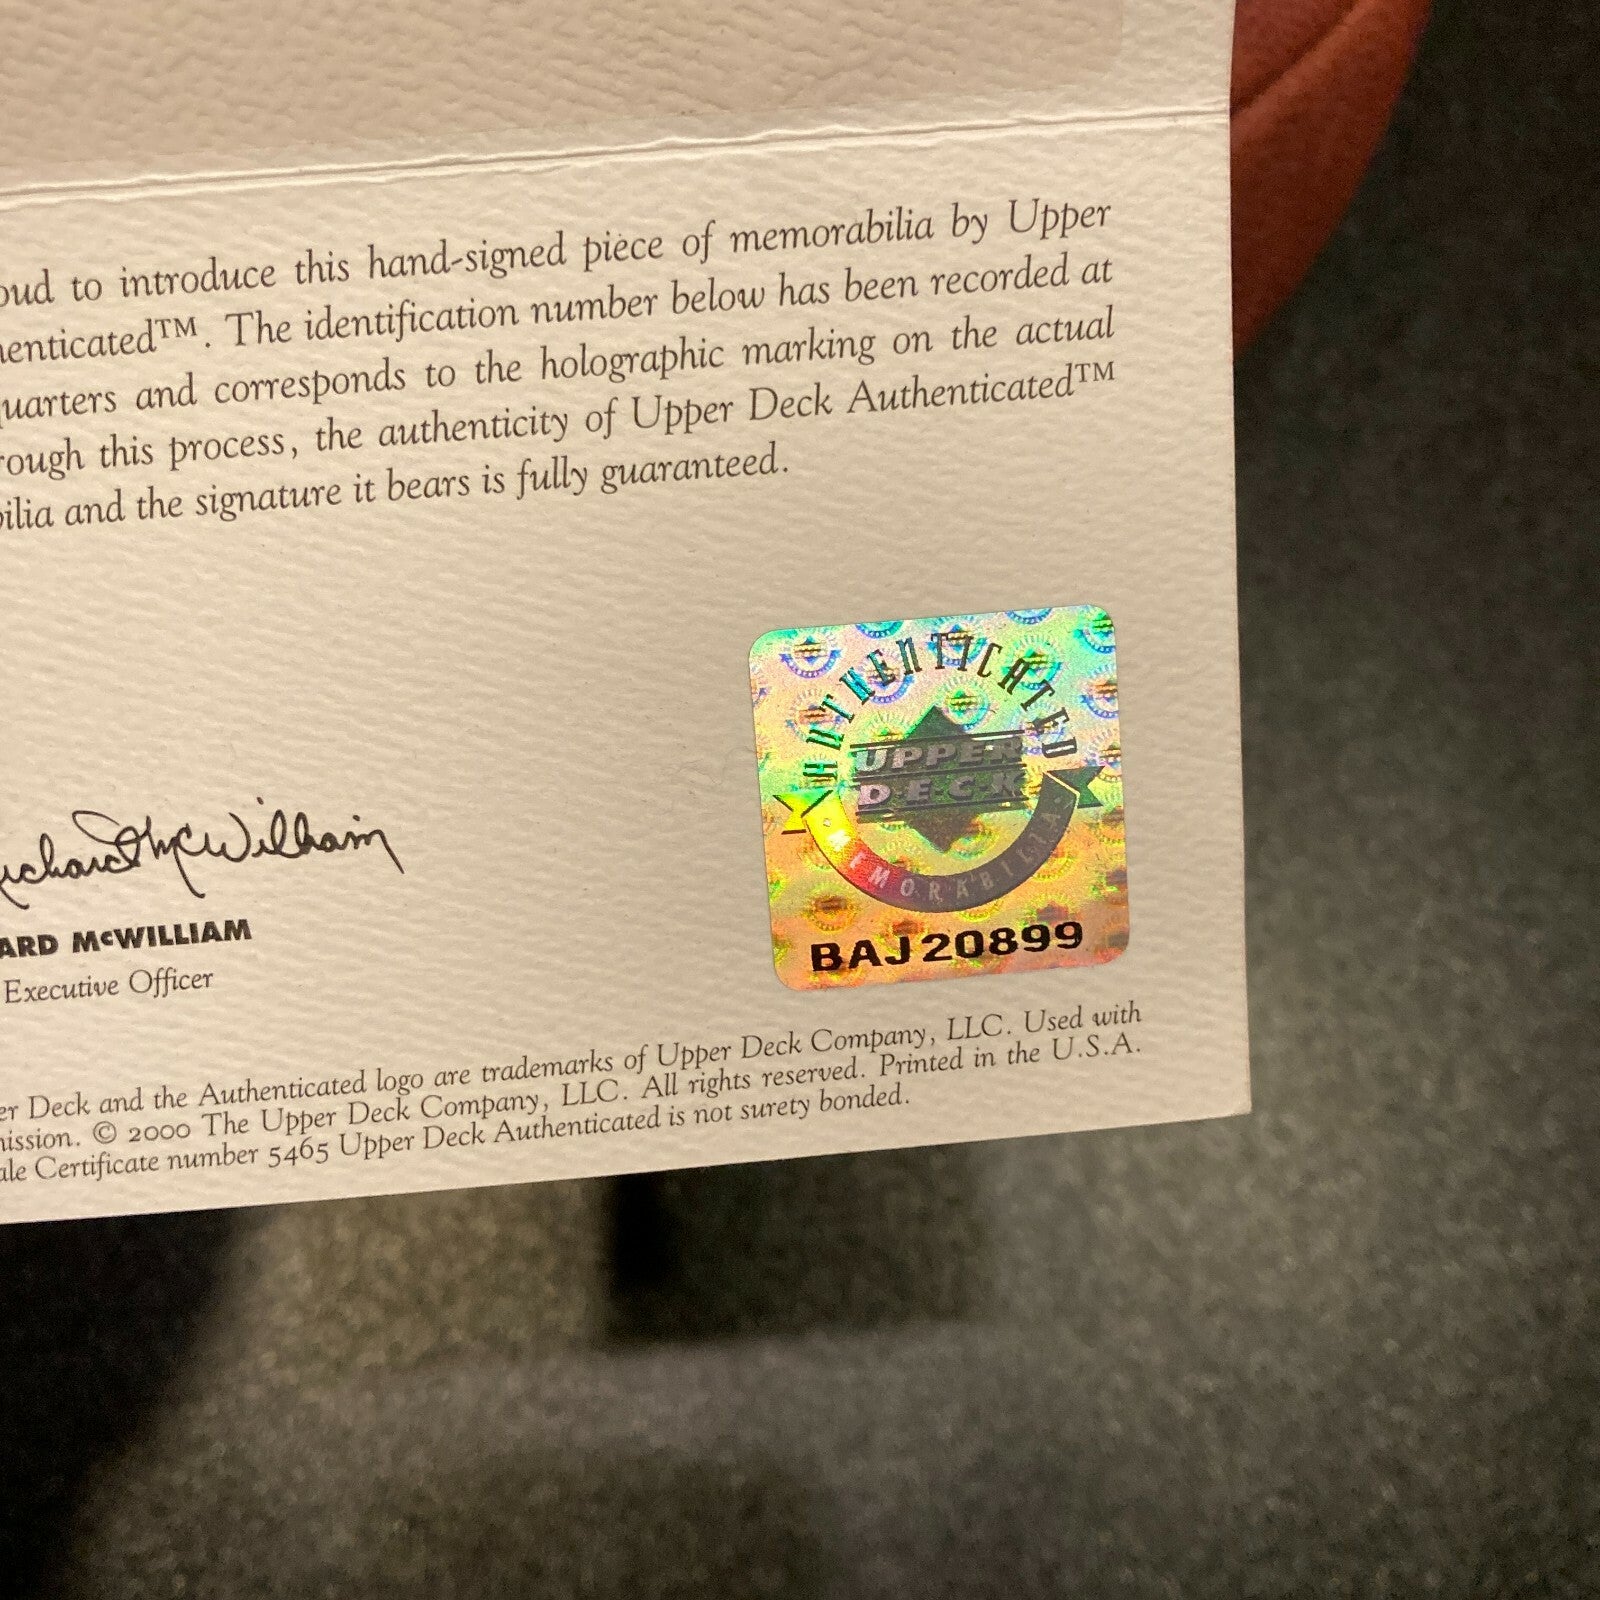 oud to introduce this hand-signed piece of memorabilia by Upper
henticated™. The identification number below has been recorded at
quarters and corresponds to the holographic marking on the actual
rough this process, the authenticity of Upper Deck Authenticated™
bilia and the signature it bears is fully guaranteed.
AUTHENTICATED
UPPER
DECK
MEMORABILIA
BAJ20899
Richard McWilliam
ARD McWILLIAM
Executive Officer
er Deck and the Authenticated logo are trademarks of Upper Deck Company, LLC. Used with
mission. © 2000 The Upper Deck Company, LLC. All rights reserved. Printed in the U.S.A.
ale Certificate number 5465 Upper Deck Authenticated is not surety bonded.